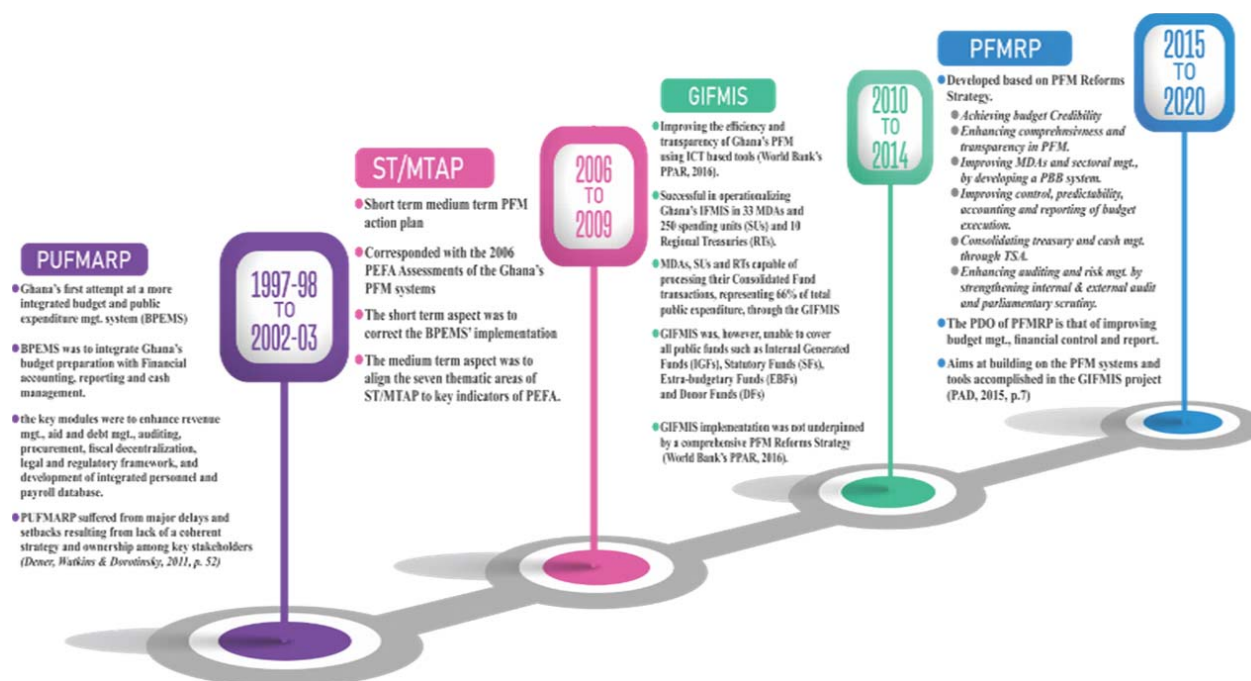 PUFMARP
1997-98
TO
2002-03
Ghana's first attempt at a more
integrated budget and public
expenditure mgt. system (BPEMS)
BPEMS was to integrate Ghana's
budget preparation with Financial
accounting, reporting and cash
management.
the key modules were to enhance revenue
mgt., aid and debt mgt., auditing,
procurement, fiscal decentralization,
legal and regulatory framework, and
development of integrated personnel and
payroll database.
PUFMARP suffered from major delays and
setbacks resulting from lack of a coherent
strategy and ownership among key stakeholders
(Dener, Watkins & Dorotinsky, 2011, p. 52)
ST/MTAP
2006
TO
2009
Short term medium term PFM
action plan
Corresponded with the 2006
PEFA Assessments of the Ghana's
PFM systems
The short term aspect was to
correct the BPEMS' implementation
The medium term aspect was to
align the seven thematic areas of
ST/MTAP to key indicators of PEFA.
GIFMIS
2010
TO
2014
Improving the efficiency and
transparency of Ghana's PFM
using ICT based tools (World Bank's
PPAR, 2016).
Successful in operationalizing
Ghana's IFMIS in 33 MDAs and
250 spending units (SUs) and 10
Regional Treasuries (RTs).
MDAs, SUs and RTs capable of
processing their Consolidated Fund
transactions, representing 66% of total
public expenditure, through the GIFMIS
GIFMIS was, however, unable to cover
all public funds such as Internal Generated
Funds (IGFs), Statutory Funds (SFs),
Extra-budgetary Funds (EBFs)
and Donor Funds (DFs)
GIFMIS implementation was not underpinned
by a comprehensive PFM Reforms Strategy
(World Bank's PPAR, 2016).
PFMRP
2015
TO
2020
Developed based on PFM Reforms
Strategy.
Achieving budget Credibility
Enhancing comprehnsivness and
transparency in PFM.
Improving MDAs and sectoral mgt.,
by developing a PBB system.
Improving control, predictability,
accounting and reporting of budget
execution.
Consolidating treasury and cash mgt.
through TSA.
Enhancing auditing and risk mgt. by
strengthening internal & external audit
and parliamentary scrutiny.
The PDO of PFMRP is that of improving
budget mgt., financial control and report.
Aims at building on the PFM systems and
tools accomplished in the GIFMIS project
(PAD, 2015, p.7)